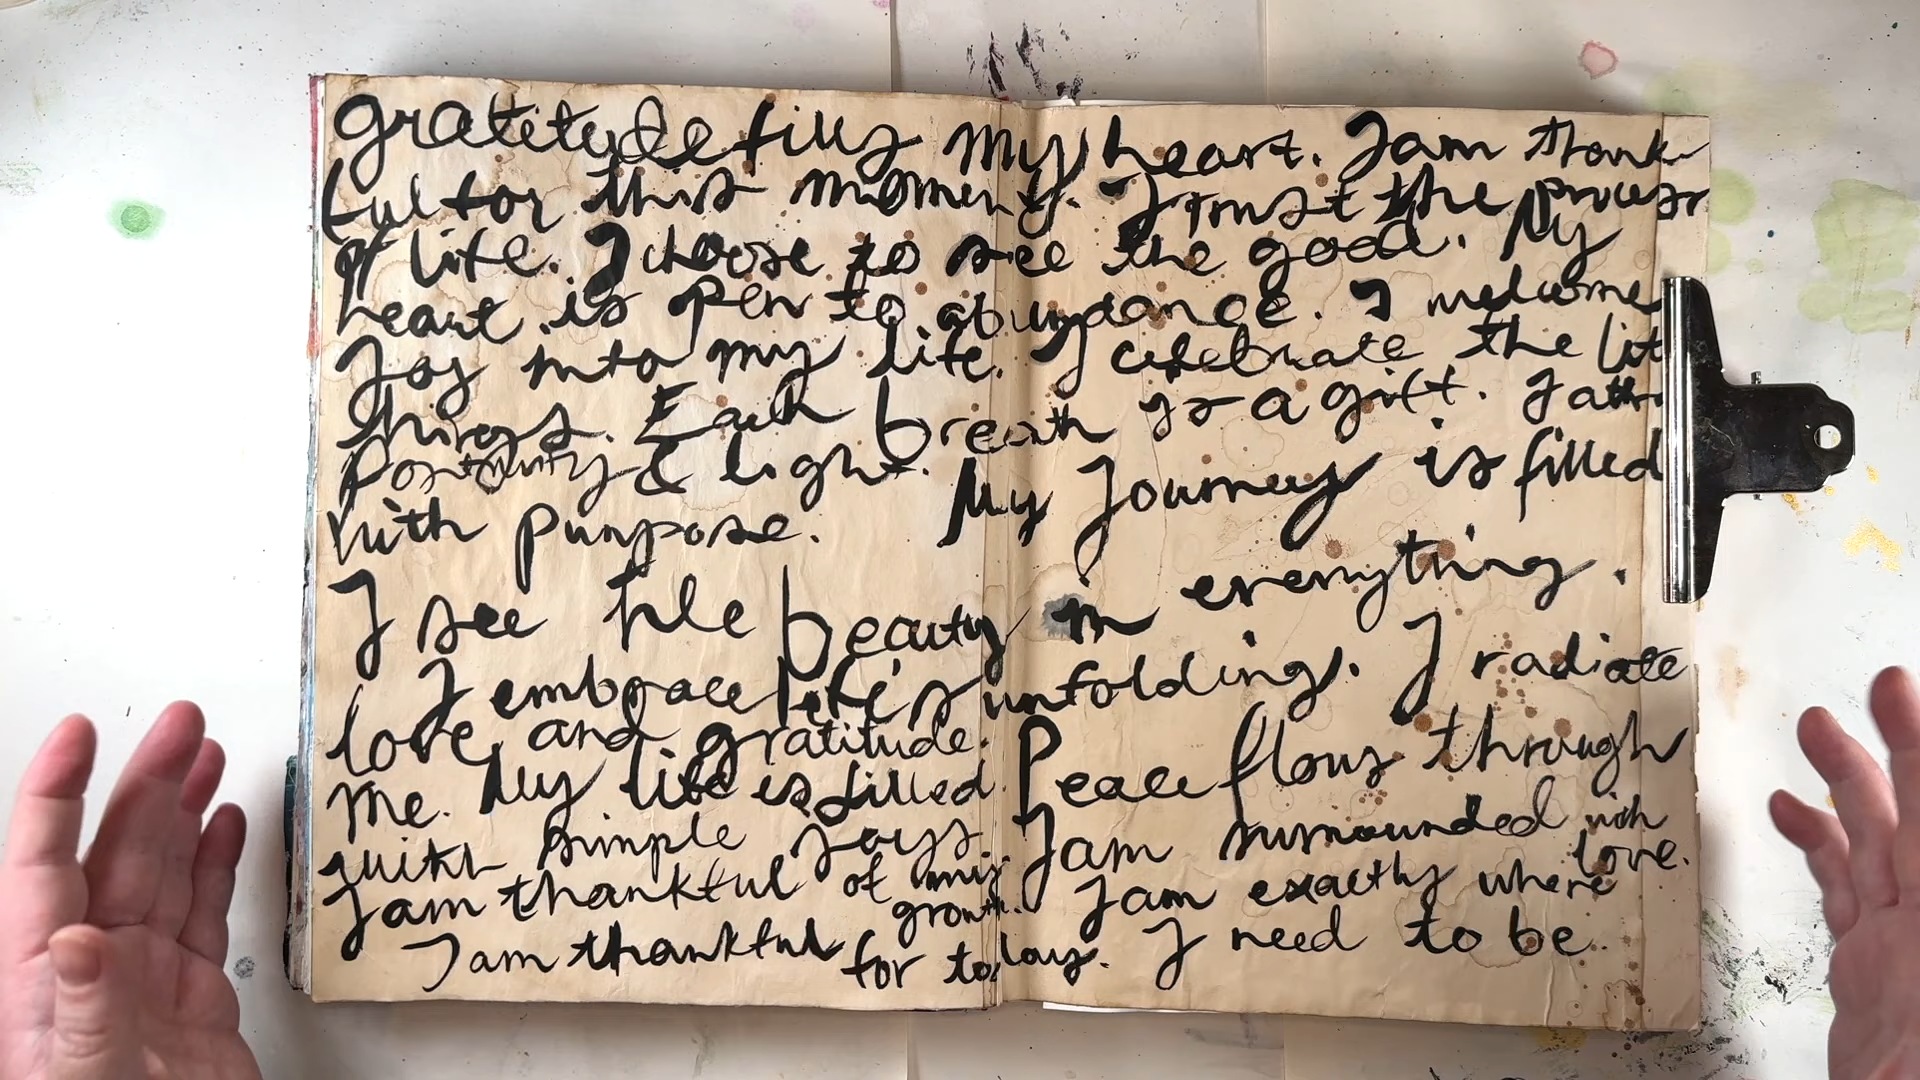 gratitude fills my heart. I am thank
ful for this moment. I trust the process
of life. I choose to see the good. My
heart is open to abundance. I welcome
Joy into my life. I celebrate the lit
things. Each breath is a gift. I attr
portunity & light. My Journey is filled
with purpose.
I see the beauty in everything.
I embrace life's unfolding. I radiate
love and gratitude. Peace flows through
me. My life is filled
with simple Joys. I am surrounded with
love.
I am thankful of my growth. I am exactly where
I am thankful for today. I need to be.